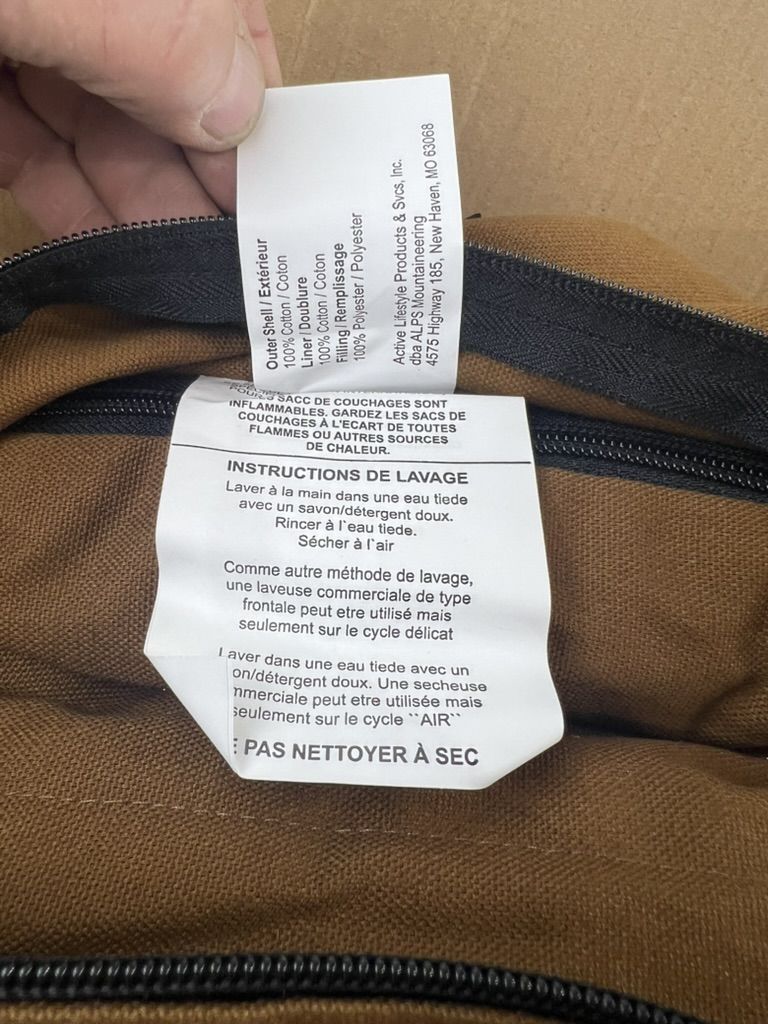 Outer Shell / Extérieur
100% Cotton / Coton
Liner / Doublure
100% Cotton / Coton
Filling / Remplissage
100% Polyester / Polyester
Active Lifestyle Products & Svcs, Inc.
dba ALPS Mountaineering
4575 Highway 185, New Haven, MO 63068
SACC DE COUCHAGES SONT
INFLAMMABLES. GARDEZ LES SACS DE
COUCHAGES À L'ECART DE TOUTES
FLAMMES OU AUTRES SOURCES
DE CHALEUR.
INSTRUCTIONS DE LAVAGE
Laver à la main dans une eau tiede
avec un savon/détergent doux.
Rincer à l`eau tiede.
Sécher à l`air
Comme autre méthode de lavage,
une laveuse commerciale de type
frontale peut etre utilisé mais
seulement sur le cycle délicat
Laver dans une eau tiede avec un
on/détergent doux. Une secheuse
mmerciale peut etre utilisée mais
seulement sur le cycle ``AIR``
PAS NETTOYER À SEC